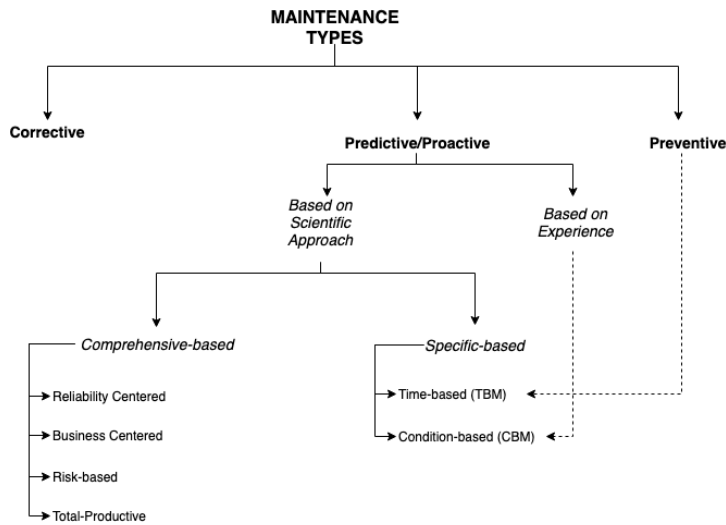 MAINTENANCE
TYPES
Corrective
Predictive/Proactive
Preventive
Based on
Scientific
Approach
Based on
Experience
Comprehensive-based
Specific-based
Reliability Centered
Business Centered
Risk-based
Total-Productive
Time-based (TBM)
Condition-based (CBM)